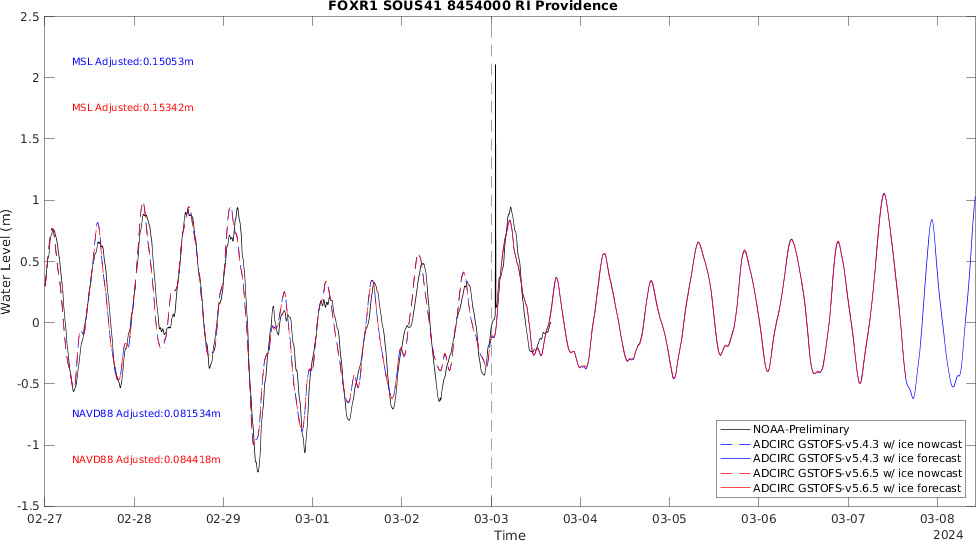 FOXR1 SOUS41 8454000 RI Providence
2.5
2
1.5
1
0.5
0
-0.5
-1
-1.5
Water Level (m)
MSL Adjusted:0.15053m
MSL Adjusted:0.15342m
NAVD88 Adjusted:0.081534m
NAVD88 Adjusted:0.084418m
NOAA-Preliminary
ADCIRC GSTOFS-v5.4.3 w/ ice nowcast
ADCIRC GSTOFS-v5.4.3 w/ ice forecast
ADCIRC GSTOFS-v5.6.5 w/ ice nowcast
ADCIRC GSTOFS-v5.6.5 w/ ice forecast
02-27 02-28 02-29 03-01 03-02 03-03 03-04 03-05 03-06 03-07 03-08
Time
2024